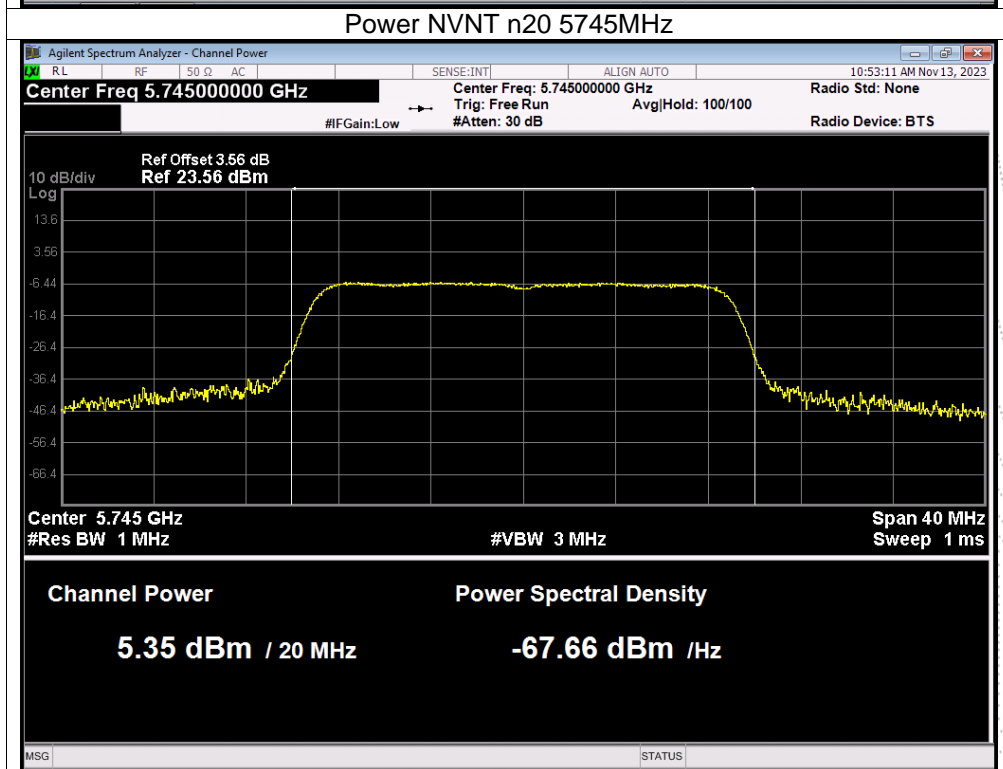 Power NVNT n20 5745MHz
Agilent Spectrum Analyzer - Channel Power
LXI RL RF 50 Ω AC SENSE:INT ALIGN AUTO 10:53:11 AM Nov 13, 2023
Center Freq 5.745000000 GHz Center Freq: 5.745000000 GHz Radio Std: None
Trig: Free Run Avg|Hold: 100/100
#IFGain:Low #Atten: 30 dB Radio Device: BTS
Ref Offset 3.56 dB
10 dB/div Ref 23.56 dBm
Log
13.6
3.56
-6.44
-16.4
-26.4
-36.4
-46.4
-56.4
-66.4
Center 5.745 GHz Span 40 MHz
#Res BW 1 MHz #VBW 3 MHz Sweep 1 ms
Channel Power Power Spectral Density
5.35 dBm / 20 MHz -67.66 dBm /Hz
MSG STATUS